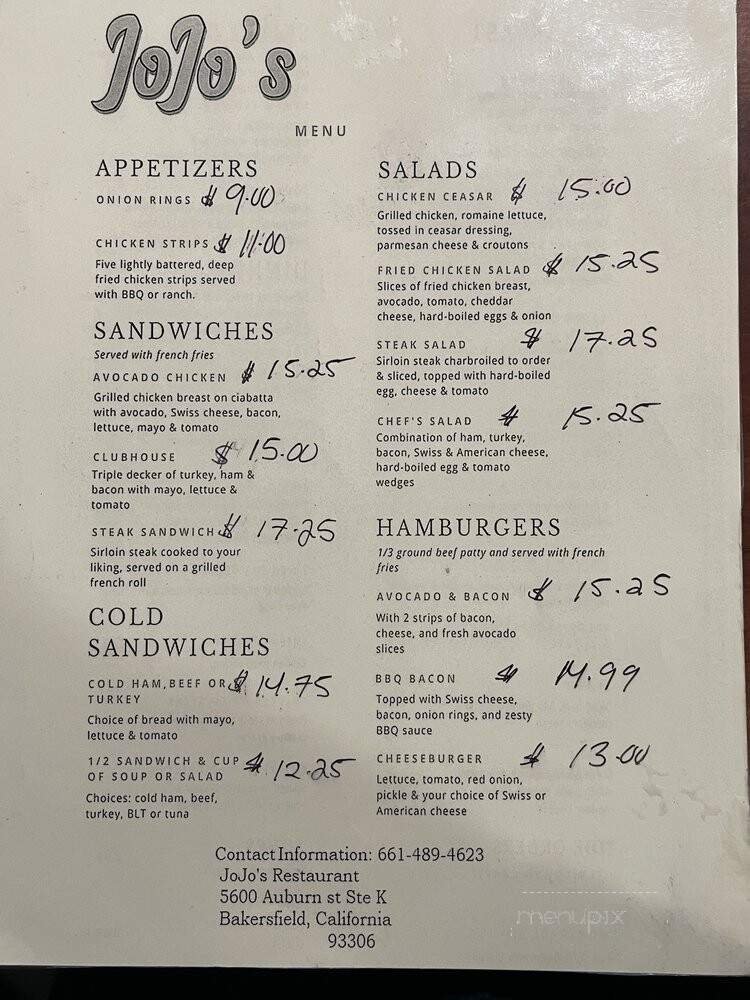 JoJo's
MENU
APPETIZERS
ONION RINGS $ 9.00
CHICKEN STRIPS $ 11.00
Five lightly battered, deep
fried chicken strips served
with BBQ or ranch.
SANDWICHES
Served with french fries
AVOCADO CHICKEN $ 15.25
Grilled chicken breast on ciabatta
with avocado, Swiss cheese, bacon,
lettuce, mayo & tomato
CLUBHOUSE $ 15.00
Triple decker of turkey, ham &
bacon with mayo, lettuce &
tomato
STEAK SANDWICH $ 17.25
Sirloin steak cooked to your
liking, served on a grilled
french roll
COLD
SANDWICHES
COLD HAM, BEEF OR $ 14.75
TURKEY
Choice of bread with mayo,
lettuce & tomato
1/2 SANDWICH & CUP $ 12.25
OF SOUP OR SALAD
Choices: cold ham, beef,
turkey, BLT or tuna
SALADS
CHICKEN CEASAR $ 15.00
Grilled chicken, romaine lettuce,
tossed in ceasar dressing,
parmesan cheese & croutons
FRIED CHICKEN SALAD $ 15.25
Slices of fried chicken breast,
avocado, tomato, cheddar
cheese, hard-boiled eggs & onion
STEAK SALAD $ 17.25
Sirloin steak charbroiled to order
& sliced, topped with hard-boiled
egg, cheese & tomato
CHEF'S SALAD $ 15.25
Combination of ham, turkey,
bacon, Swiss & American cheese,
hard-boiled egg & tomato
wedges
HAMBURGERS
1/3 ground beef patty and served with french
fries
AVOCADO & BACON $ 15.25
With 2 strips of bacon,
cheese, and fresh avocado
slices
BBQ BACON $ 14.99
Topped with Swiss cheese,
bacon, onion rings, and zesty
BBQ sauce
CHEESEBURGER $ 13.00
Lettuce, tomato, red onion,
pickle & your choice of Swiss or
American cheese
Contact Information: 661-489-4623
JoJo's Restaurant
5600 Auburn st Ste K
Bakersfield, California
93306
menupix